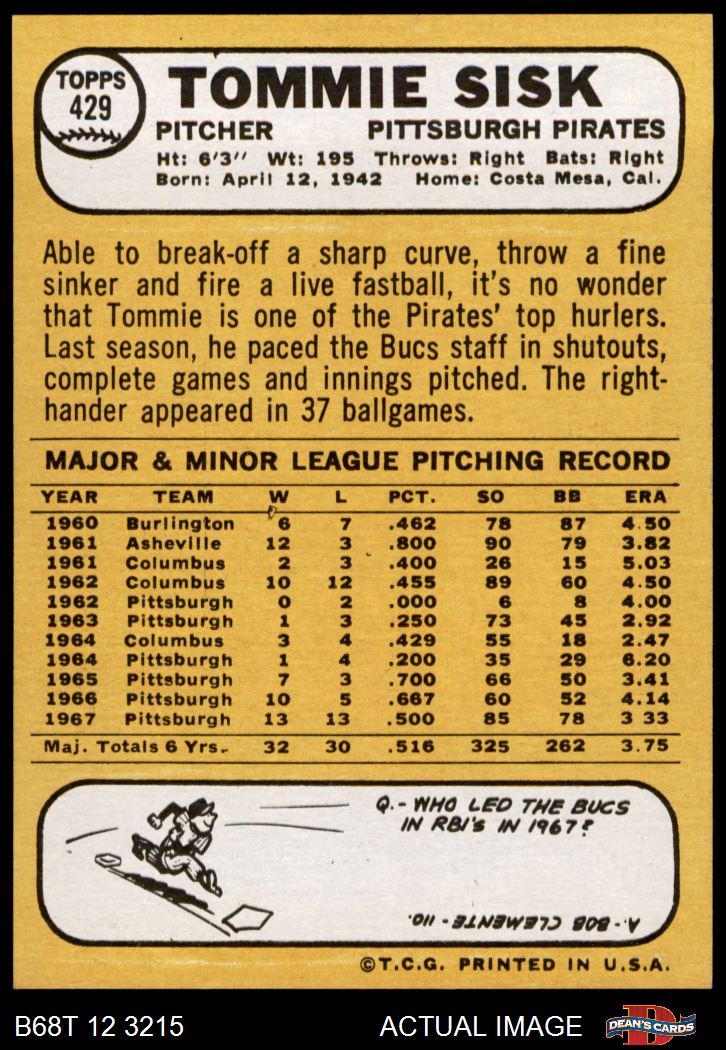 TOPPS
429
TOMMIE SISK
PITCHER PITTSBURGH PIRATES
Ht: 6'3" Wt: 195 Throws: Right Bats: Right
Born: April 12, 1942 Home: Costa Mesa, Cal.
Able to break-off a sharp curve, throw a fine
sinker and fire a live fastball, it's no wonder
that Tommie is one of the Pirates' top hurlers.
Last season, he paced the Bucs staff in shutouts,
complete games and innings pitched. The right-
hander appeared in 37 ballgames.
MAJOR & MINOR LEAGUE PITCHING RECORD
YEAR TEAM W L PCT. SO BB ERA
1960 Burlington 6 7 .462 78 87 4.50
1961 Asheville 12 3 .800 90 79 3.82
1961 Columbus 2 3 .400 26 15 5.03
1962 Columbus 10 12 .455 89 60 4.50
1962 Pittsburgh 0 2 .000 6 8 4.00
1963 Pittsburgh 1 3 .250 73 45 2.92
1964 Columbus 3 4 .429 55 18 2.47
1964 Pittsburgh 1 4 .200 35 29 6.20
1965 Pittsburgh 7 3 .700 66 50 3.41
1966 Pittsburgh 10 5 .667 60 52 4.14
1967 Pittsburgh 13 13 .500 85 78 3 33
Maj. Totals 6 Yrs. 32 30 .516 325 262 3.75
Q.- WHO LED THE BUCS
IN RBI'S IN 1967?
A.- BOB CLEMENTE - 110.
©T.C.G. PRINTED IN U.S.A.
B68T 12 3215 ACTUAL IMAGE DEAN'S CARDS